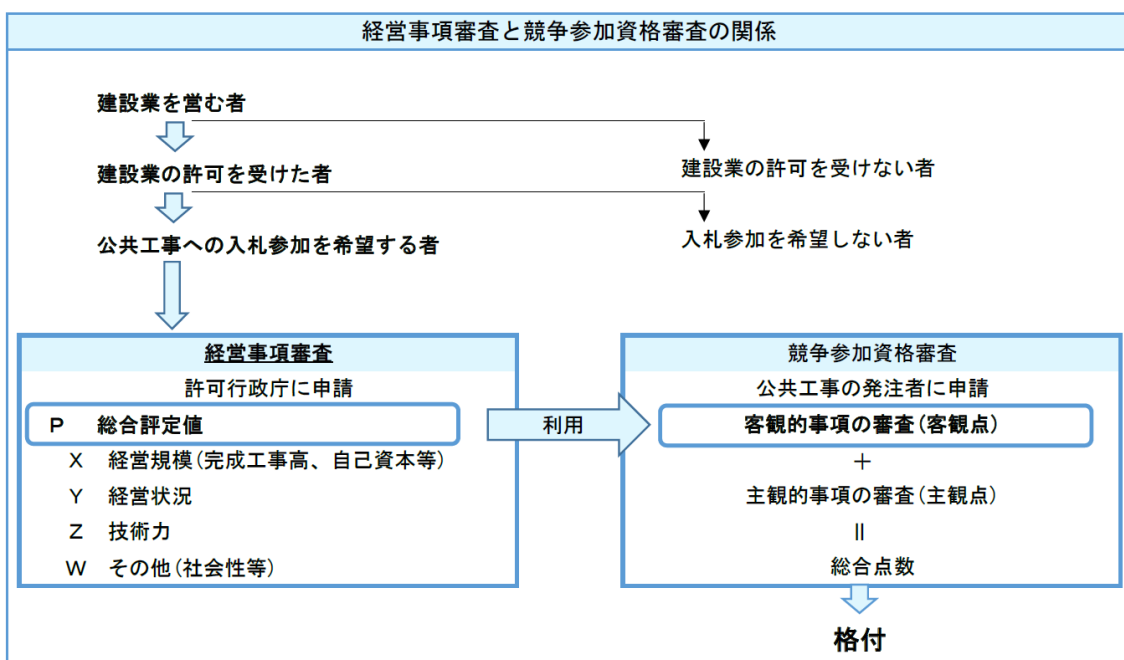 経営事項審査と競争参加資格審査の関係
建設業を営む者
建設業の許可を受けた者
建設業の許可を受けない者
公共工事への入札参加を希望する者
入札参加を希望しない者
経営事項審査
許可行政庁に申請
P 総合評定値
X 経営規模(完成工事高、自己資本等)
Y 経営状況
Z 技術力
W その他(社会性等)
利用
競争参加資格審査
公共工事の発注者に申請
客観的事項の審査(客観点)
+
主観的事項の審査(主観点)
||
総合点数
格付